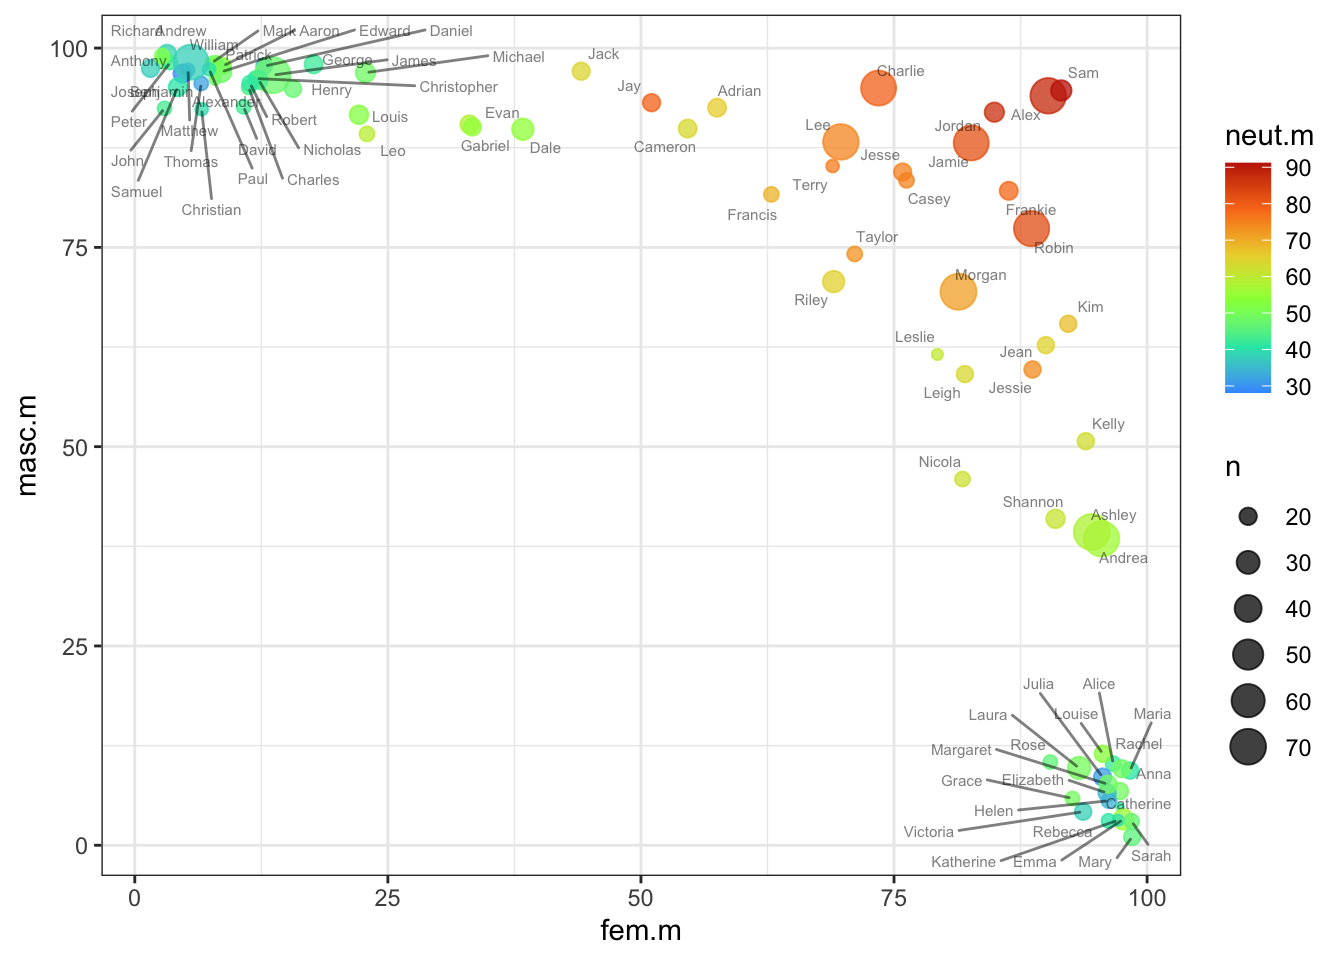 Richard Andrew Mark Aaron Edward Daniel
William
Patrick George James Michael Jack
Anthony
Charlie Sam
Joseph Benjamin Henry Christopher Jay Adrian
Alexander
Peter Matthew Robert Louis Evan Lee Jordan Alex
John Thomas David Nicholas Leo Gabriel Dale Cameron Jesse Jamie
Samuel Paul Charles Terry Casey
Christian Francis Frankie
Taylor Robin
Riley Morgan
Kim
Leslie Jean
Leigh Jessie
Kelly
Nicola
Shannon Ashley
Andrea
Julia Alice
Laura Louise Maria
Margaret Rose Rachel
Grace Elizabeth Anna
Helen Catherine
Victoria Rebecca
Katherine Emma Mary Sarah
100
75
50
25
0
masc.m
0 25 50 75 100
fem.m
neut.m
90
80
70
60
50
40
30
n
20
30
40
50
60
70